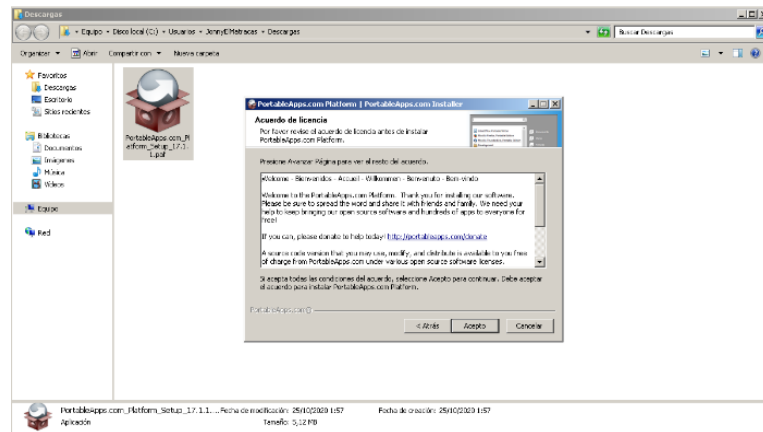 Descargas
Equipo
Disco local (C:)
Usuarios
JonnyElMatracas
Descargas
Buscar Descargas
Organizar
Abrir
Compartir con
Nueva carpeta
Favoritos
Descargas
Escritorio
Sitios recientes
Bibliotecas
Documentos
Imágenes
Música
Vídeos
Equipo
Red
PortableApps.com_Pl
atform_Setup_17.1.
1.paf
PortableApps.com Platform | PortableApps.com Installer
Acuerdo de licencia
Por favor revise el acuerdo de licencia antes de instalar
PortableApps.com Platform.
Presione Avanzar Página para ver el resto del acuerdo.
Welcome - Bienvenidos - Accueil - Willkommen - Benvenuto - Bem-vindo
Welcome to the PortableApps.com Platform. Thank you for installing our software.
Please be sure to spread the word and share it with friends and family. We need your
help to keep bringing our open source software and hundreds of apps to everyone for
free!
If you can, please donate to help today! http://portableapps.com/donate
A source code version that you may use, modify, and distribute is available to you free
of charge from PortableApps.com under various open source software licenses.
Si acepta todas las condiciones del acuerdo, seleccione Acepto para continuar. Debe aceptar
el acuerdo para instalar PortableApps.com Platform.
PortableApps.com®
< Atrás
Acepto
Cancelar
PortableApps.com_Platform_Setup_17.1.1.... Fecha de modificación: 25/10/2020 1:57
Fecha de creación: 25/10/2020 1:57
Aplicación
Tamaño: 5,12 MB